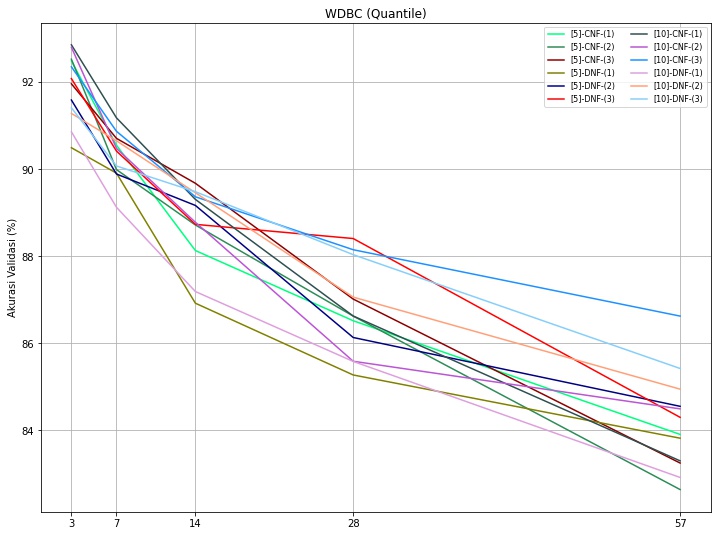 WDBC (Quantile)
[5]-CNF-(1) [10]-CNF-(1)
[5]-CNF-(2) [10]-CNF-(2)
[5]-CNF-(3) [10]-CNF-(3)
[5]-DNF-(1) [10]-DNF-(1)
[5]-DNF-(2) [10]-DNF-(2)
[5]-DNF-(3) [10]-DNF-(3)
Akurasi Validasi (%)
92
90
88
86
84
3 7 14 28 57